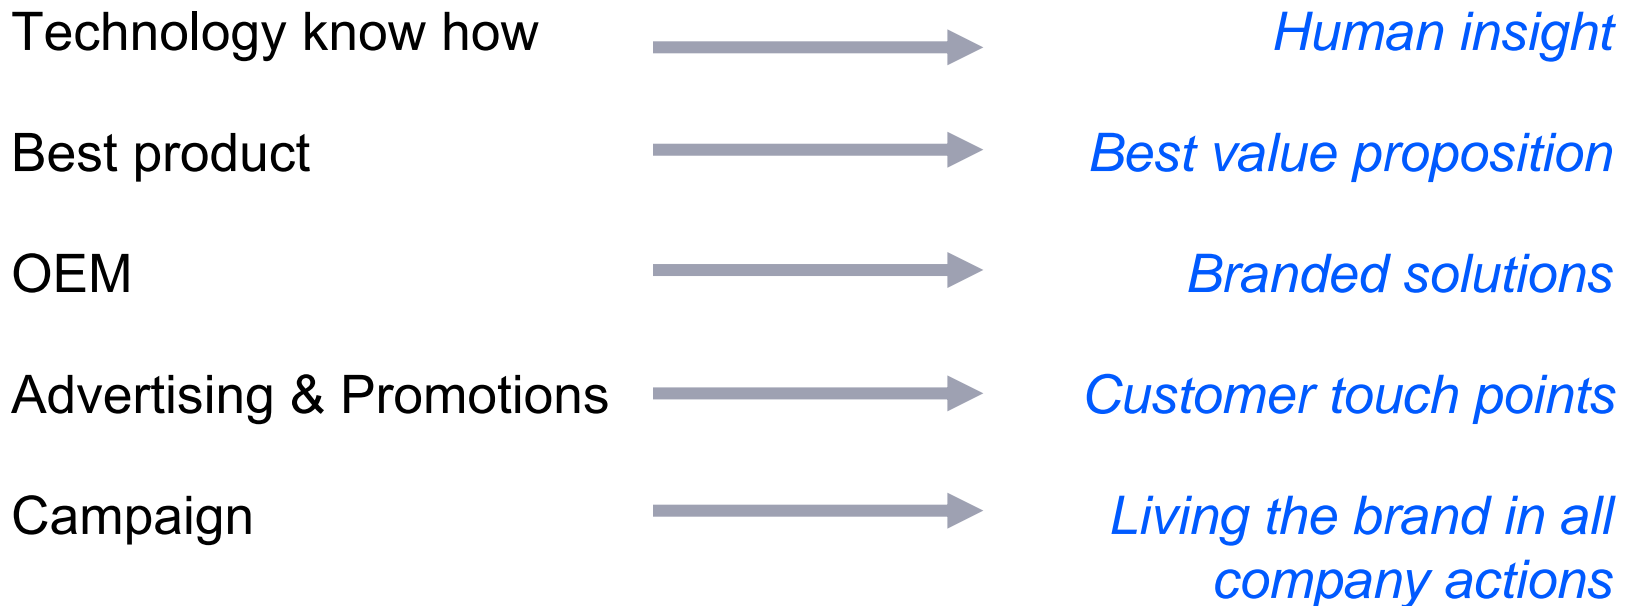 Technology know how Human insight
Best product Best value proposition
OEM Branded solutions
Advertising & Promotions Customer touch points
Campaign Living the brand in all
company actions